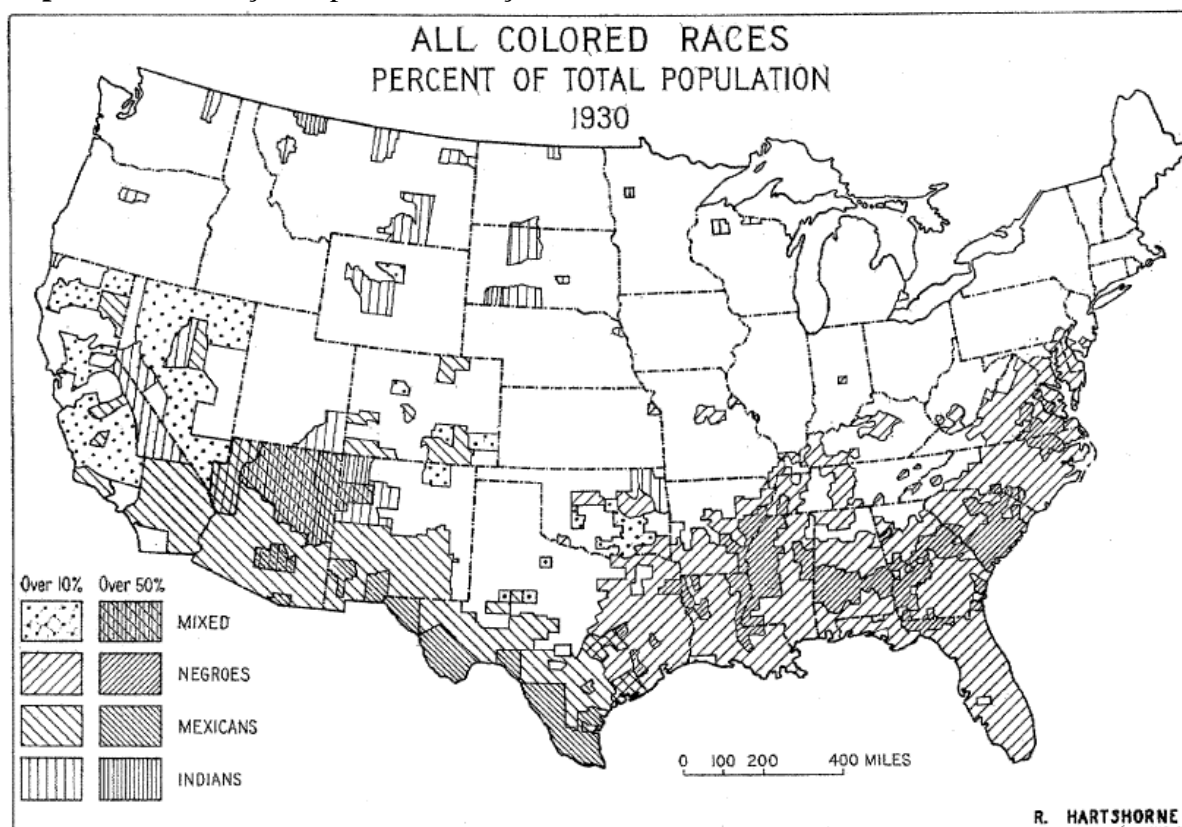 ALL COLORED RACES
PERCENT OF TOTAL POPULATION
1930
Over 10% Over 50%
MIXED
NEGROES
MEXICANS
INDIANS
0 100 200 400 MILES
R. HARTSHORNE